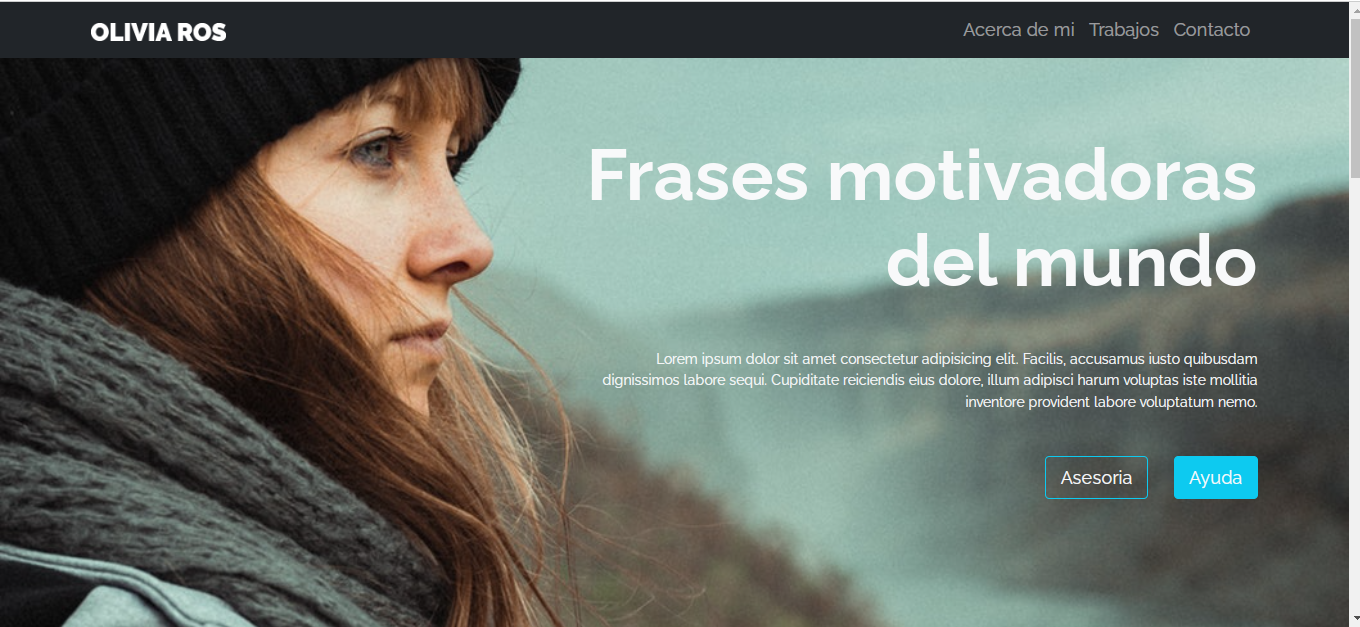 OLIVIA ROS
Acerca de mi Trabajos Contacto
Frases motivadoras
del mundo
Lorem ipsum dolor sit amet consectetur adipisicing elit. Facilis, accusamus iusto quibusdam
dignissimos labore sequi. Cupiditate reiciendis eius dolore, illum adipisci harum voluptas iste mollitia
inventore provident labore voluptatum nemo.
Asesoria Ayuda